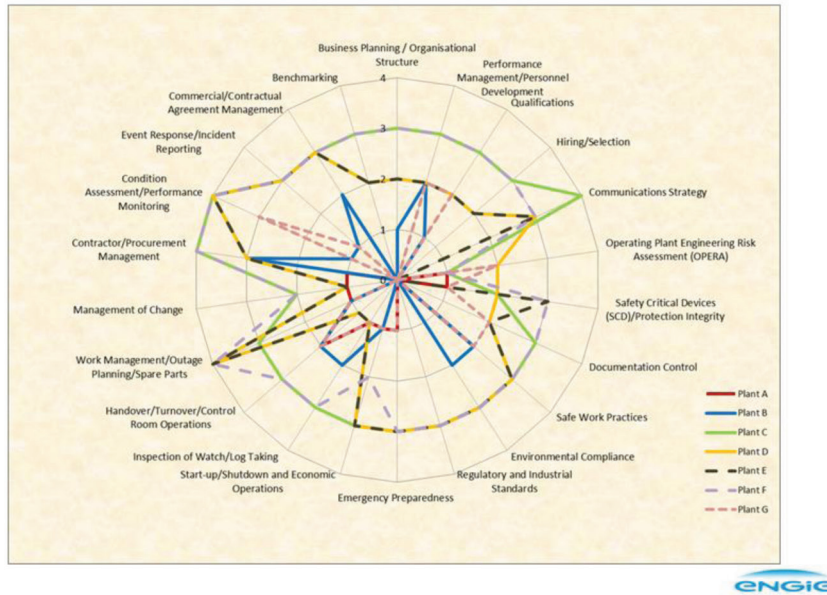 Business Planning / Organisational
Structure
Performance
Management/Personnel
Development
Qualifications
Hiring/Selection
Communications Strategy
Operating Plant Engineering Risk
Assessment (OPERA)
Safety Critical Devices
(SCD)/Protection Integrity
Documentation Control
Safe Work Practices
Environmental Compliance
Regulatory and Industrial
Standards
Emergency Preparedness
Start-up/Shutdown and Economic
Operations
Inspection of Watch/Log Taking
Handover/Turnover/Control
Room Operations
Work Management/Outage
Planning/Spare Parts
Management of Change
Contractor/Procurement
Management
Condition
Assessment/Performance
Monitoring
Event Response/Incident
Reporting
Commercial/Contractual
Agreement Management
Benchmarking
4
3
2
1
0
Plant A
Plant B
Plant C
Plant D
Plant E
Plant F
Plant G
ENGIE